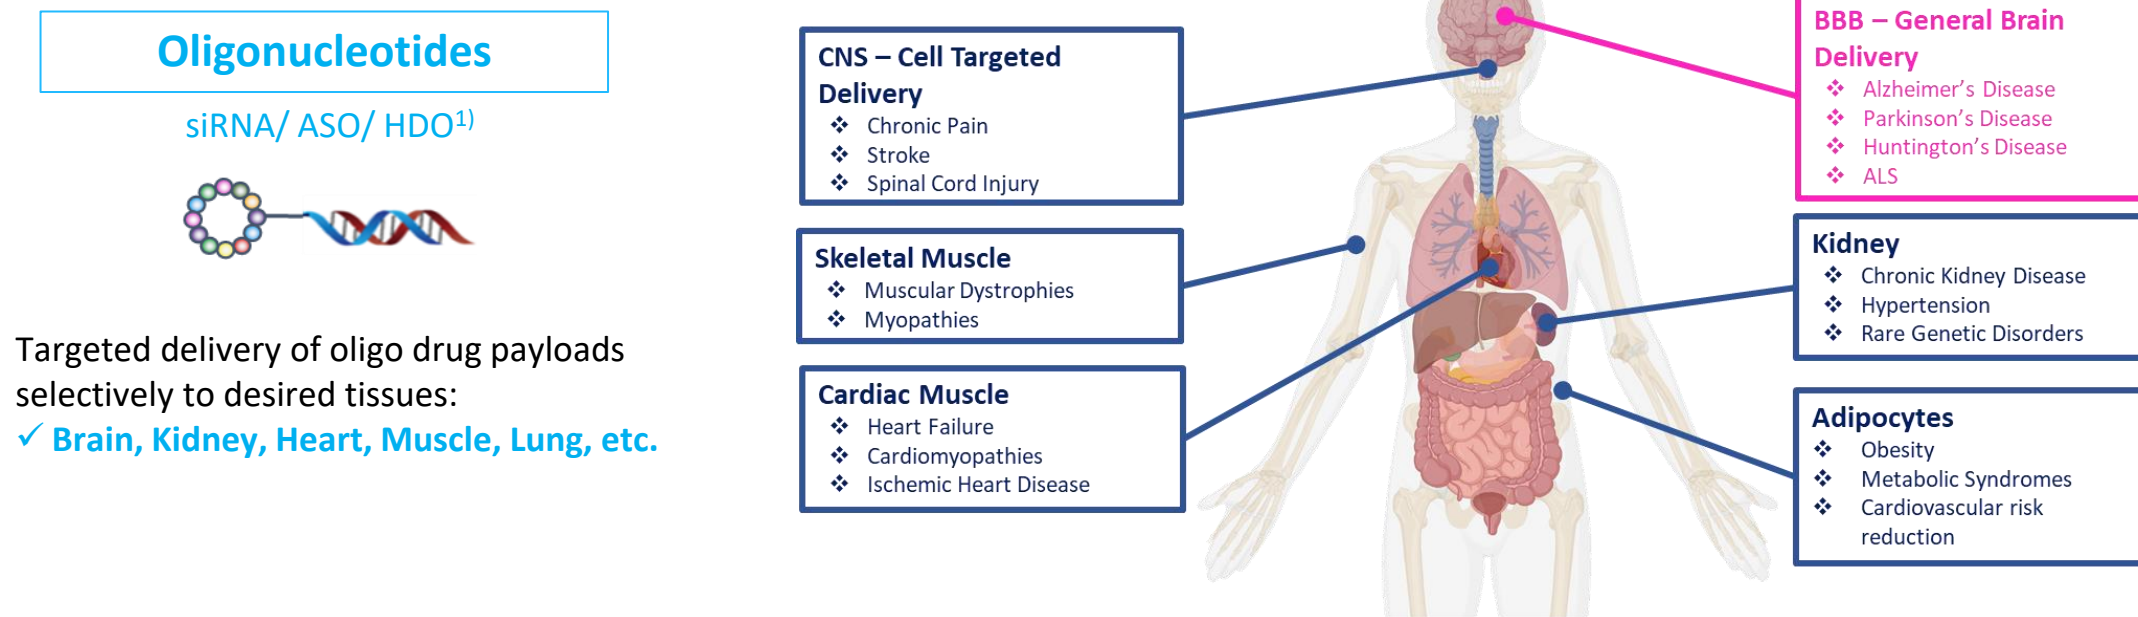 Oligonucleotides
siRNA/ ASO/ HDO1)
Targeted delivery of oligo drug payloads
selectively to desired tissues:
✓ Brain, Kidney, Heart, Muscle, Lung, etc.
CNS – Cell Targeted
Delivery
❖ Chronic Pain
❖ Stroke
❖ Spinal Cord Injury
Skeletal Muscle
❖ Muscular Dystrophies
❖ Myopathies
Cardiac Muscle
❖ Heart Failure
❖ Cardiomyopathies
❖ Ischemic Heart Disease
BBB – General Brain
Delivery
❖ Alzheimer’s Disease
❖ Parkinson’s Disease
❖ Huntington’s Disease
❖ ALS
Kidney
❖ Chronic Kidney Disease
❖ Hypertension
❖ Rare Genetic Disorders
Adipocytes
❖ Obesity
❖ Metabolic Syndromes
❖ Cardiovascular risk
reduction